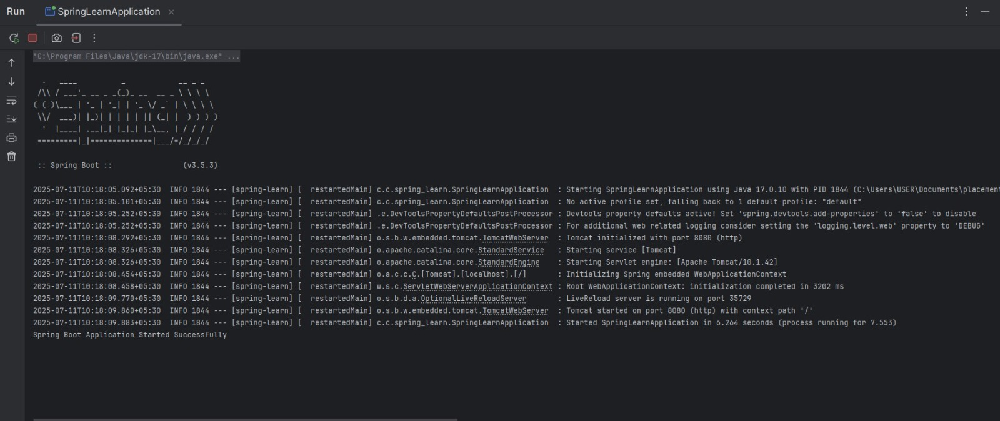 Run SpringLearnApplication
"C:\Program Files\Java\jdk-17\bin\java.exe" ...
  .   ____          _            __ _ _
 /\\ / ___'_ __ _ _(_)_ __  __ _ \ \ \ \
( ( )\___ | '_ | '_| | '_ \/ _` | \ \ \ \
 \\/  ___)| |_)| | | | | || (_| |  ) ) ) )
  '  |____| .__|_| |_|_| |_\__, | / / / /
 =========|_|==============|___/=/_/_/_/
 :: Spring Boot ::                (v3.5.3)
2025-07-11T10:18:05.092+05:30  INFO 1844 --- [spring-learn] [  restartedMain] c.c.spring_learn.SpringLearnApplication  : Starting SpringLearnApplication using Java 17.0.10 with PID 1844 (C:\Users\USER\Documents\placement
2025-07-11T10:18:05.101+05:30  INFO 1844 --- [spring-learn] [  restartedMain] c.c.spring_learn.SpringLearnApplication  : No active profile set, falling back to 1 default profile: "default"
2025-07-11T10:18:05.252+05:30  INFO 1844 --- [spring-learn] [  restartedMain] .e.DevToolsPropertyDefaultsPostProcessor : Devtools property defaults active! Set 'spring.devtools.add-properties' to 'false' to disable
2025-07-11T10:18:05.252+05:30  INFO 1844 --- [spring-learn] [  restartedMain] .e.DevToolsPropertyDefaultsPostProcessor : For additional web related logging consider setting the 'logging.level.web' property to 'DEBUG'
2025-07-11T10:18:08.292+05:30  INFO 1844 --- [spring-learn] [  restartedMain] o.s.b.w.embedded.tomcat.TomcatWebServer  : Tomcat initialized with port 8080 (http)
2025-07-11T10:18:08.326+05:30  INFO 1844 --- [spring-learn] [  restartedMain] o.apache.catalina.core.StandardService   : Starting service [Tomcat]
2025-07-11T10:18:08.326+05:30  INFO 1844 --- [spring-learn] [  restartedMain] o.apache.catalina.core.StandardEngine    : Starting Servlet engine: [Apache Tomcat/10.1.42]
2025-07-11T10:18:08.454+05:30  INFO 1844 --- [spring-learn] [  restartedMain] o.a.c.c.C.[Tomcat].[localhost].[/]       : Initializing Spring embedded WebApplicationContext
2025-07-11T10:18:08.458+05:30  INFO 1844 --- [spring-learn] [  restartedMain] w.s.c.ServletWebServerApplicationContext : Root WebApplicationContext: initialization completed in 3202 ms
2025-07-11T10:18:09.770+05:30  INFO 1844 --- [spring-learn] [  restartedMain] o.s.b.d.a.OptionalLiveReloadServer       : LiveReload server is running on port 35729
2025-07-11T10:18:09.860+05:30  INFO 1844 --- [spring-learn] [  restartedMain] o.s.b.w.embedded.tomcat.TomcatWebServer  : Tomcat started on port 8080 (http) with context path '/'
2025-07-11T10:18:09.883+05:30  INFO 1844 --- [spring-learn] [  restartedMain] c.c.spring_learn.SpringLearnApplication  : Started SpringLearnApplication in 6.264 seconds (process running for 7.553)
Spring Boot Application Started Successfully